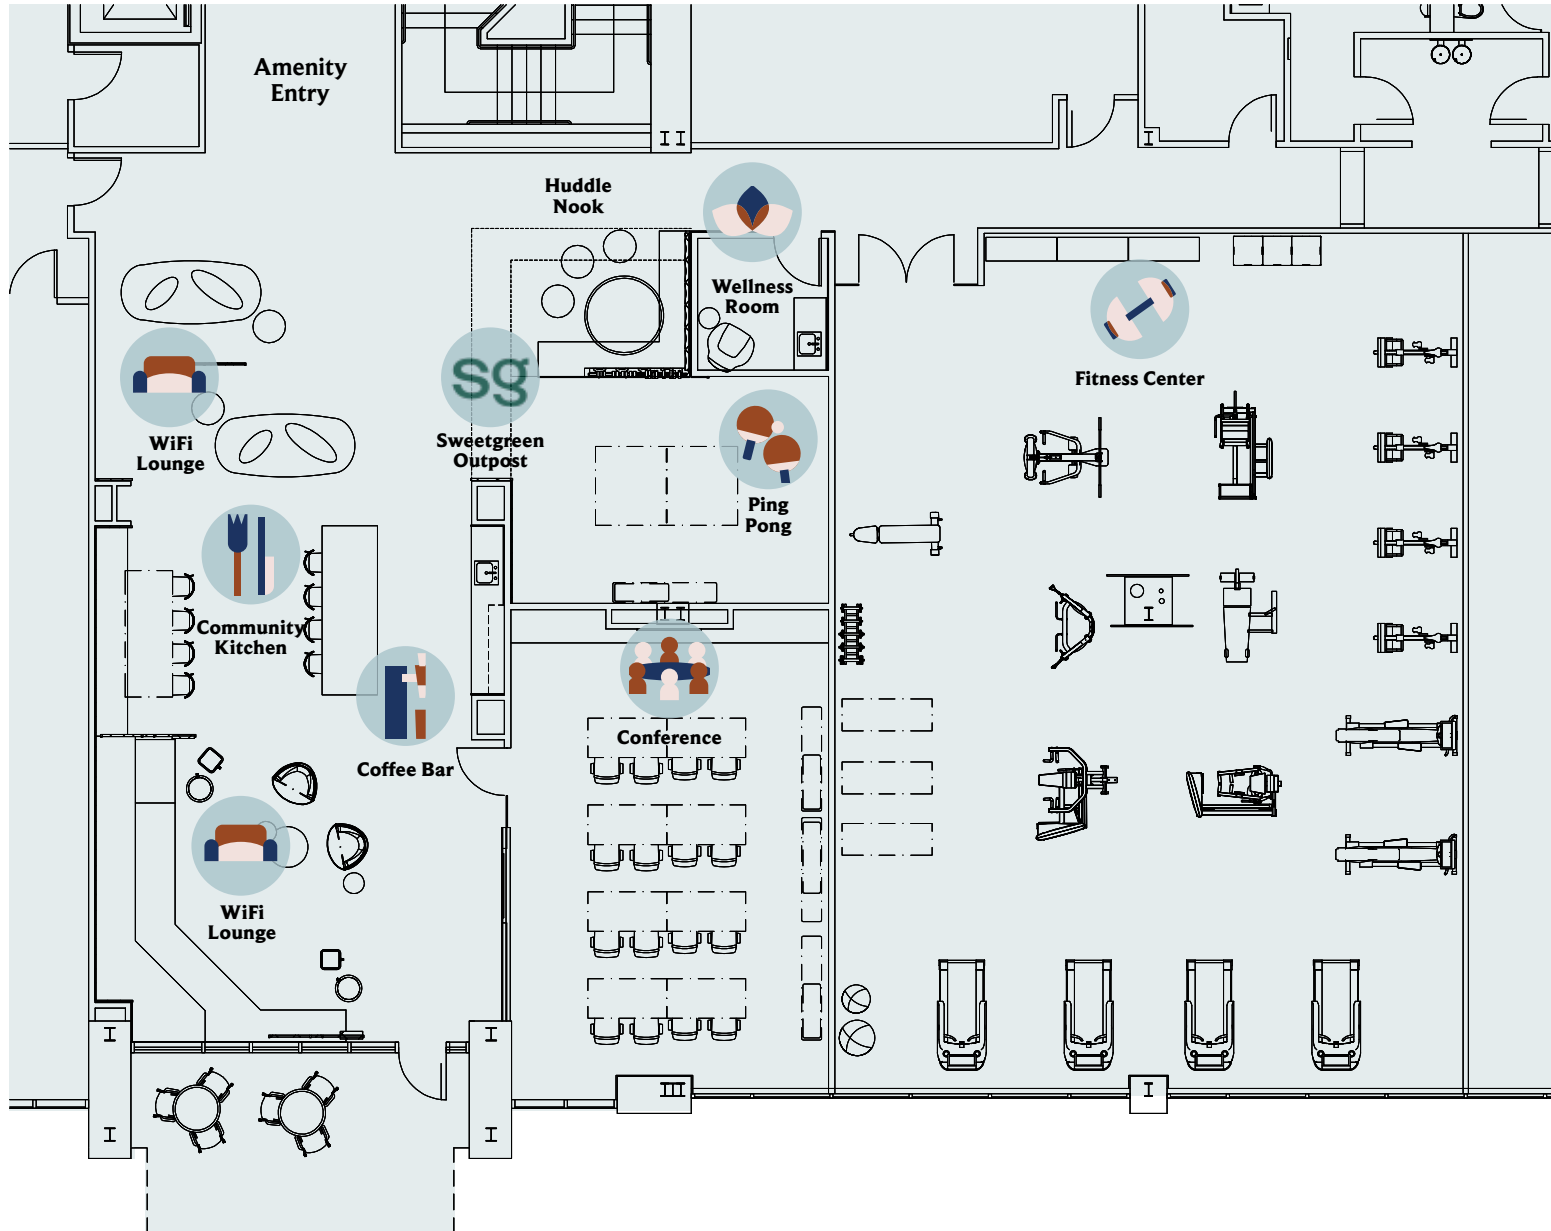 Amenity
Entry
Huddle
Nook
Wellness
Room
Fitness Center
sg
Sweetgreen
Outpost
WiFi
Lounge
Ping
Pong
Community
Kitchen
Conference
Coffee Bar
WiFi
Lounge